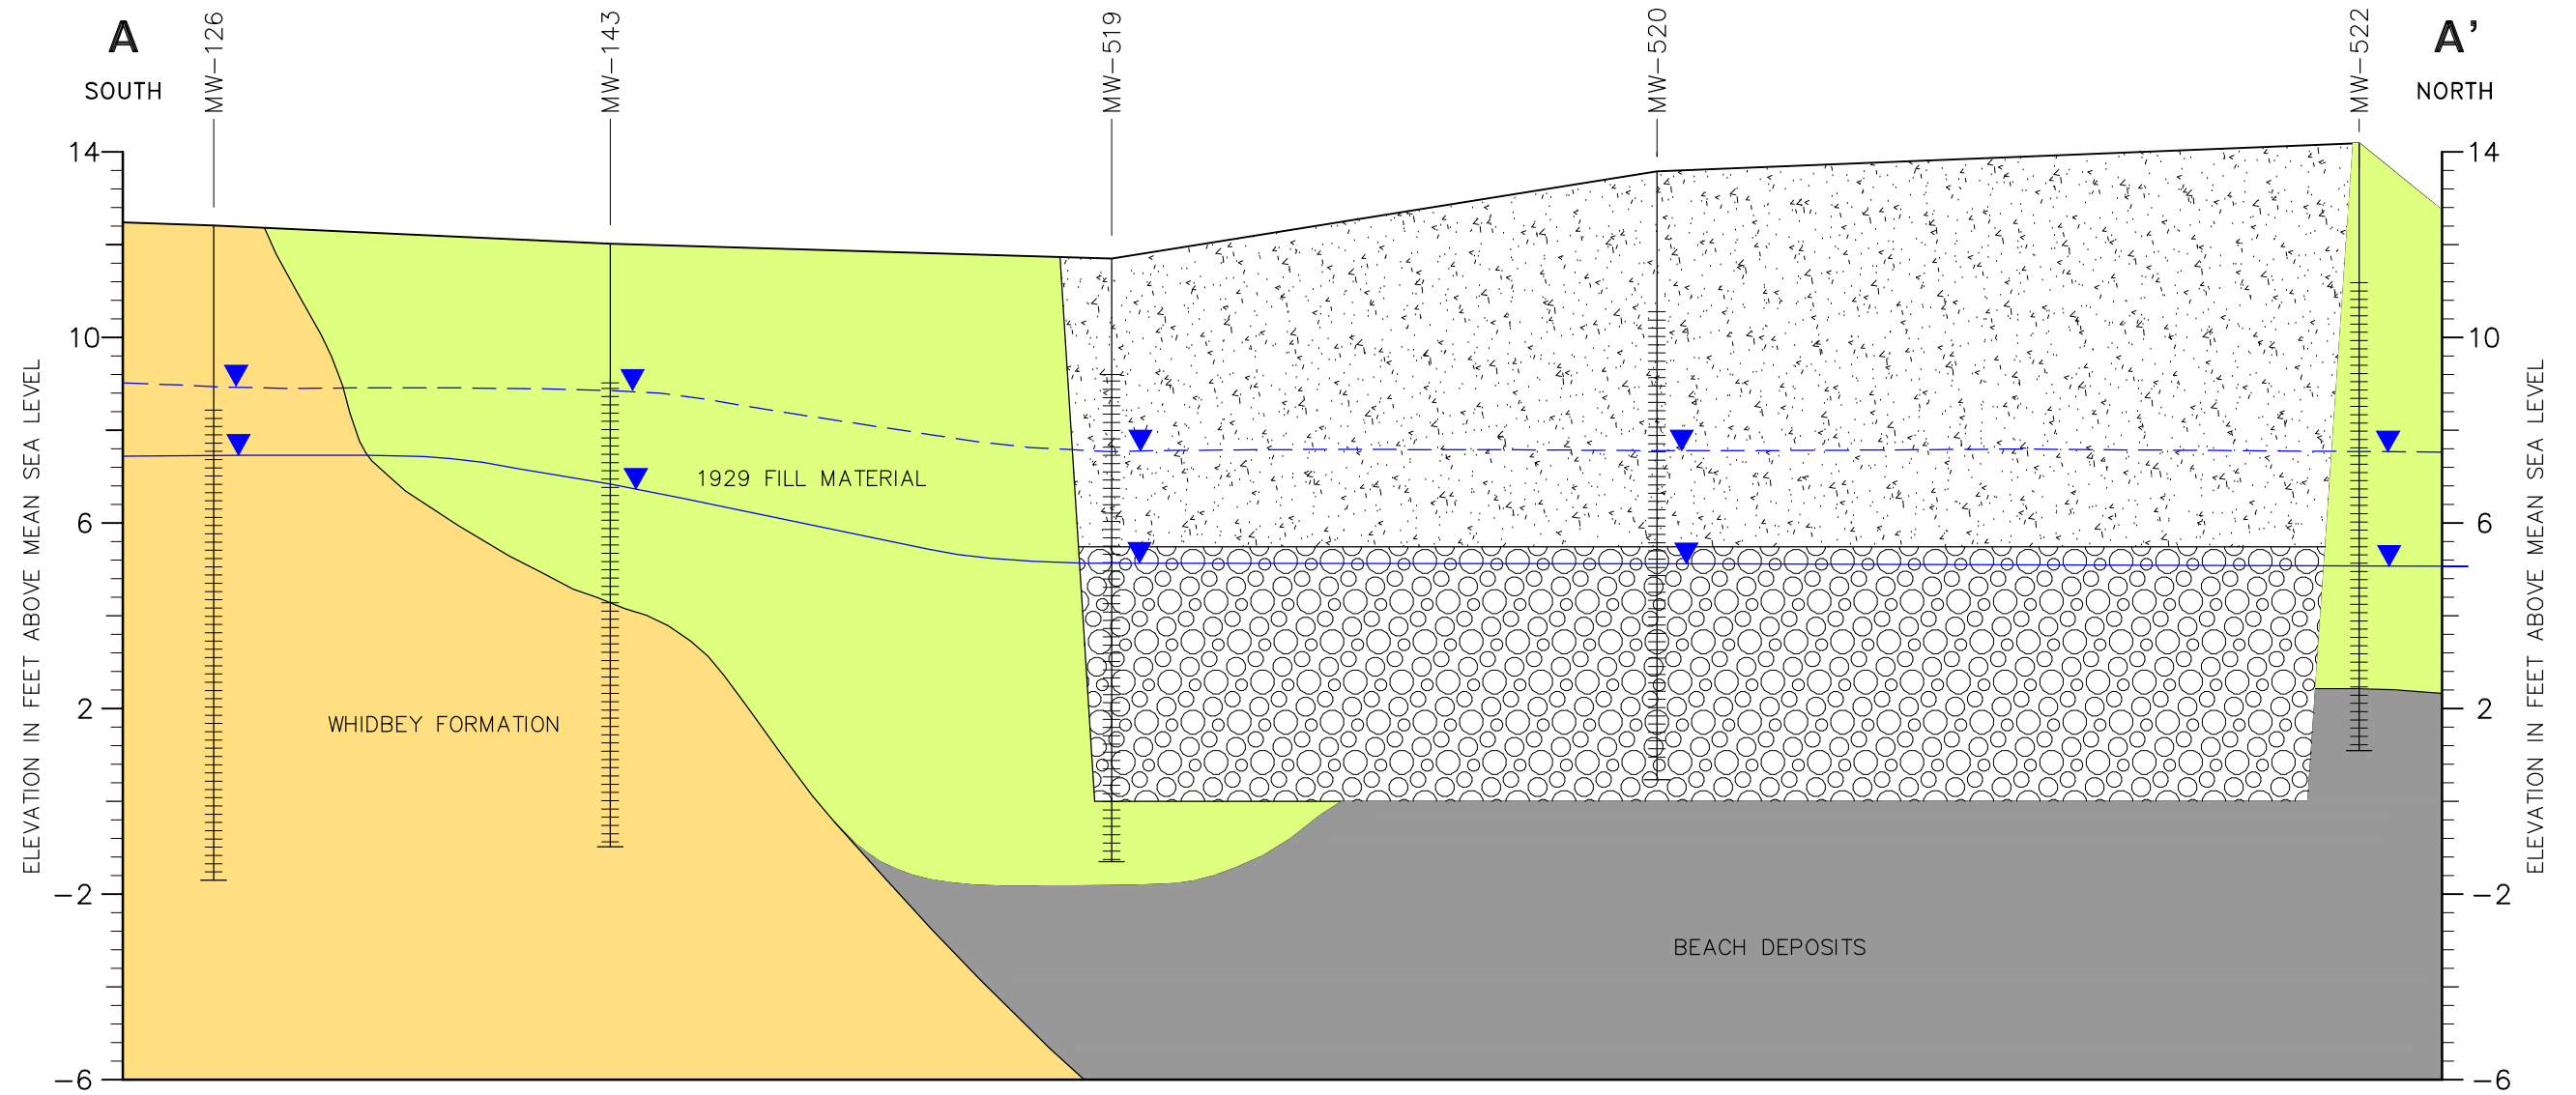 A
SOUTH
MW-126
MW-143
MW-519
MW-520
MW-522
A'
NORTH
14
10
6
2
-2
-6
ELEVATION IN FEET ABOVE MEAN SEA LEVEL
1929 FILL MATERIAL
WHIDBEY FORMATION
BEACH DEPOSITS
14
10
6
2
-2
-6
ELEVATION IN FEET ABOVE MEAN SEA LEVEL